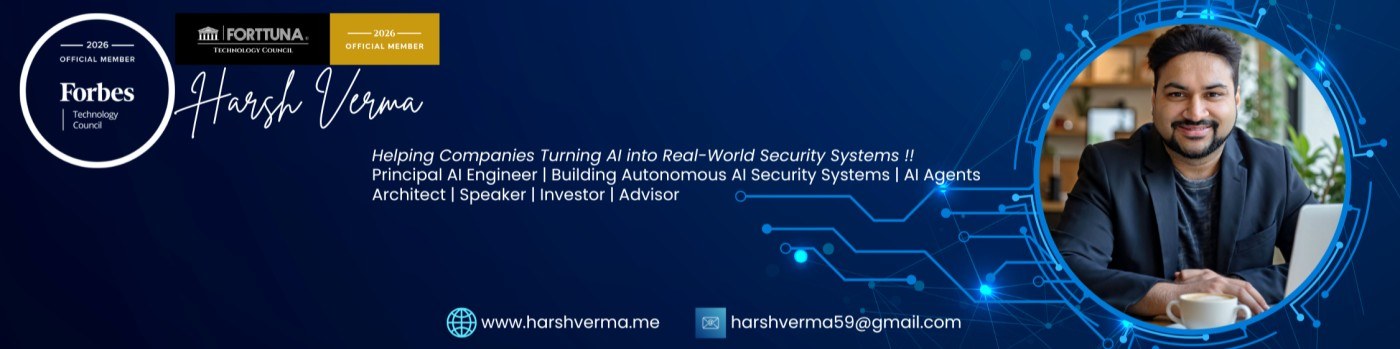 2026
OFFICIAL MEMBER
Forbes
Technology
Council
FORTTUNA
TECHNOLOGY COUNCIL
2026
OFFICIAL MEMBER
Harsh Verma
Helping Companies Turning AI into Real-World Security Systems !!
Principal AI Engineer | Building Autonomous AI Security Systems | AI Agents
Architect | Speaker | Investor | Advisor
www.harshverma.me
harshverma59@gmail.com